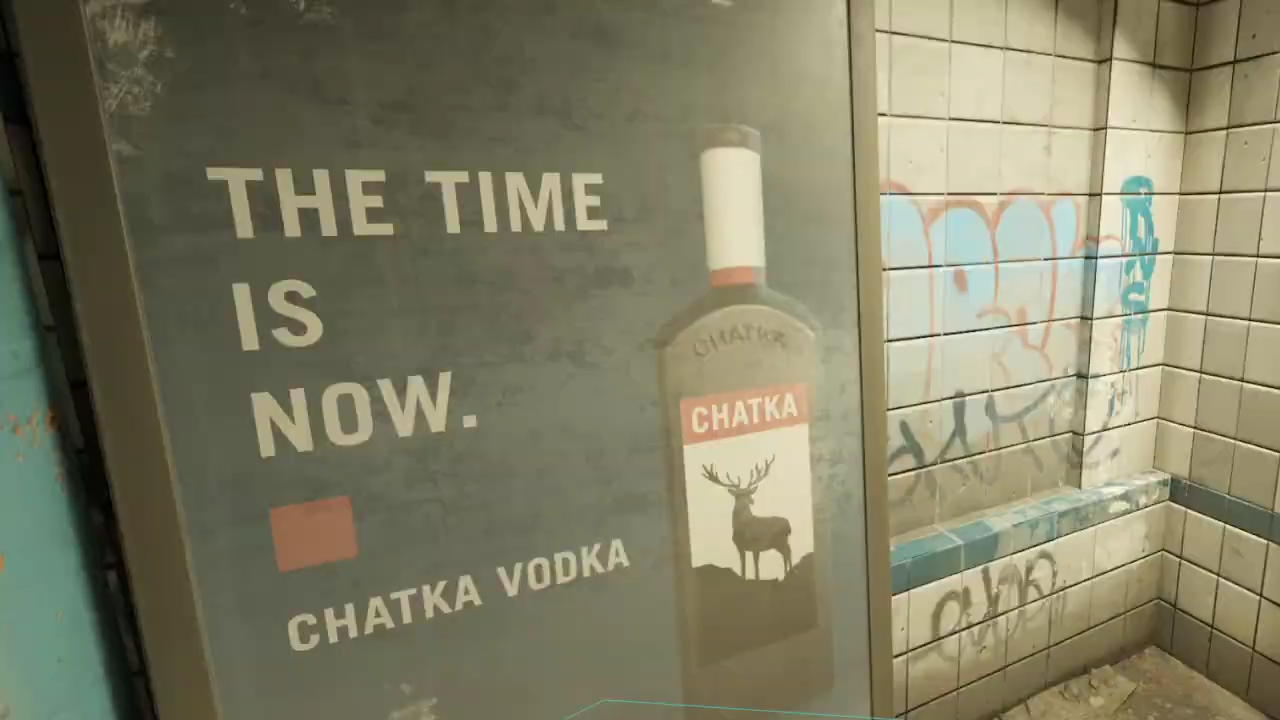 THE TIME
IS
NOW.
CHATKA VODKA
CHATKA
CHATKA